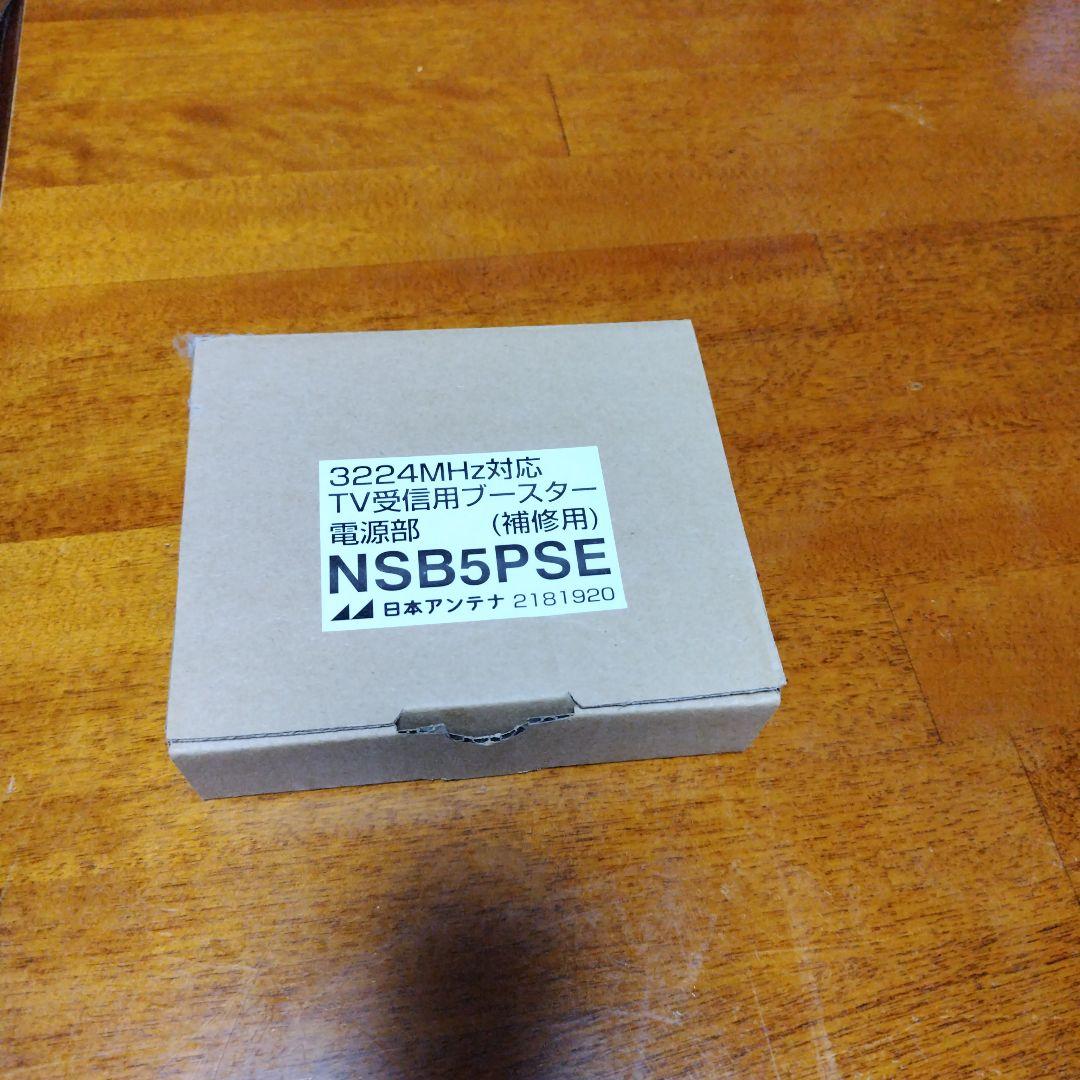 3224MHz対応
TV受信用ブースター
電源部 (補修用)
NSB5PSE
日本アンテナ 2181920